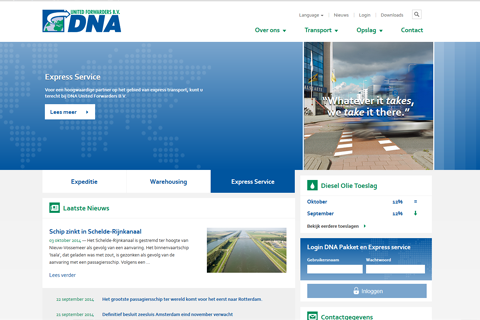 UNITED FORWARDERS B.V.
DNA
Language
Nieuws
Login
Downloads
Over ons
Transport
Opslag
Contact
Express Service
Voor een hoogwaardige partner op het gebied van express transport, kunt u
terecht bij DNA United Forwarders B.V.
Lees meer
“Whatever it takes,
we take it there.”
Expeditie
Warehousing
Express Service
Laatste Nieuws
Schip zinkt in Schelde-Rijnkanaal
03 oktober 2014 — Het Schelde-Rijnkanaal is gestremd ter hoogte van
Nieuw-Vossemeer als gevolg van een aanvaring. Het binnenvaartschip
'Isala', dat geladen was met zout, is gezonken als gevolg van de
aanvaring met een passagiersschip. Volgens een ...
Lees verder
22 september 2014
Het grootste passagiersschip ter wereld komt voor het eerst naar Rotterdam.
22 september 2014
Definitief besluit zeesluis Amsterdam eind november verwacht
Diesel Olie Toeslag
Oktober 12%
September 12%
Bekijk eerdere toeslagen
Login DNA Pakket en Express service
Gebruikersnaam
Wachtwoord
Inloggen
Contactgegevens